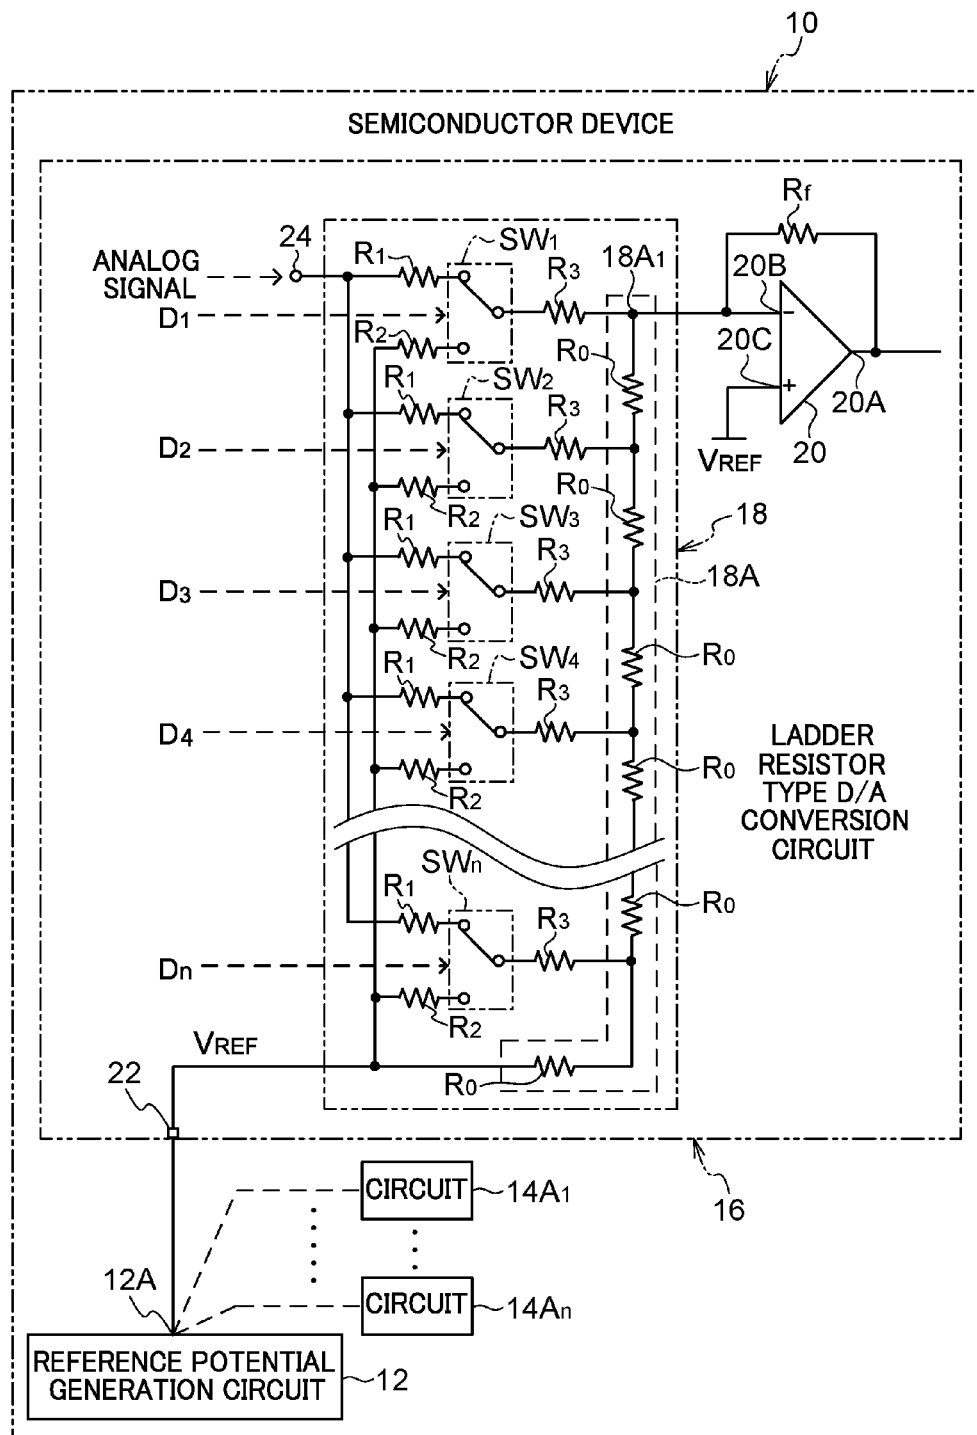 10
SEMICONDUCTOR DEVICE
Rf
24
R1
SW1
R3
18A1
20B
ANALOG
SIGNAL
D1
R2
R0
20C
20A
20
VREF
SW2
R1
R3
D2
R0
R2
SW3
18
R1
R3
18A
D3
R2
SW4
R0
R1
R3
D4
R0
R2
LADDER
RESISTOR
TYPE D/A
CONVERSION
CIRCUIT
SWn
R1
R0
R3
Dn
R2
VREF
R0
22
CIRCUIT
14A1
16
12A
CIRCUIT
14An
REFERENCE POTENTIAL
GENERATION CIRCUIT
12